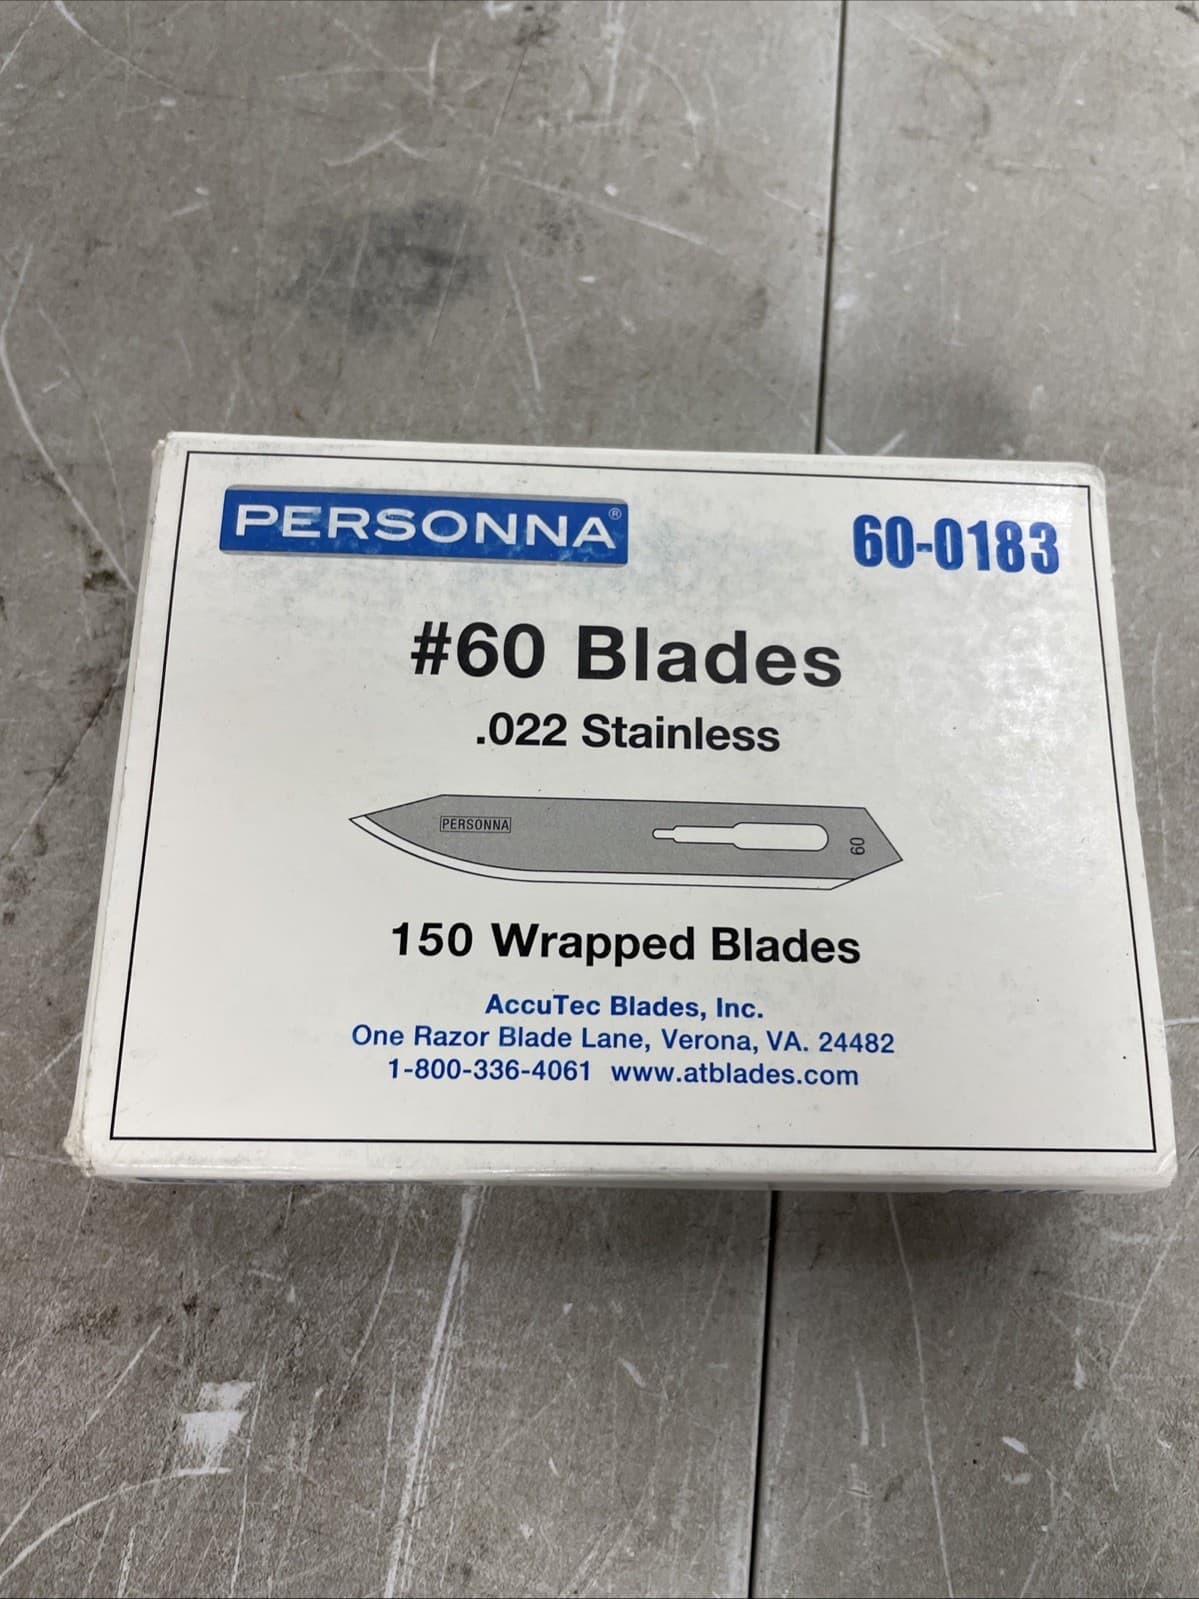 PERSONNA®
60-0183
#60 Blades
.022 Stainless
PERSONNA
60
150 Wrapped Blades
AccuTec Blades, Inc.
One Razor Blade Lane, Verona, VA. 24482
1-800-336-4061 www.atblades.com